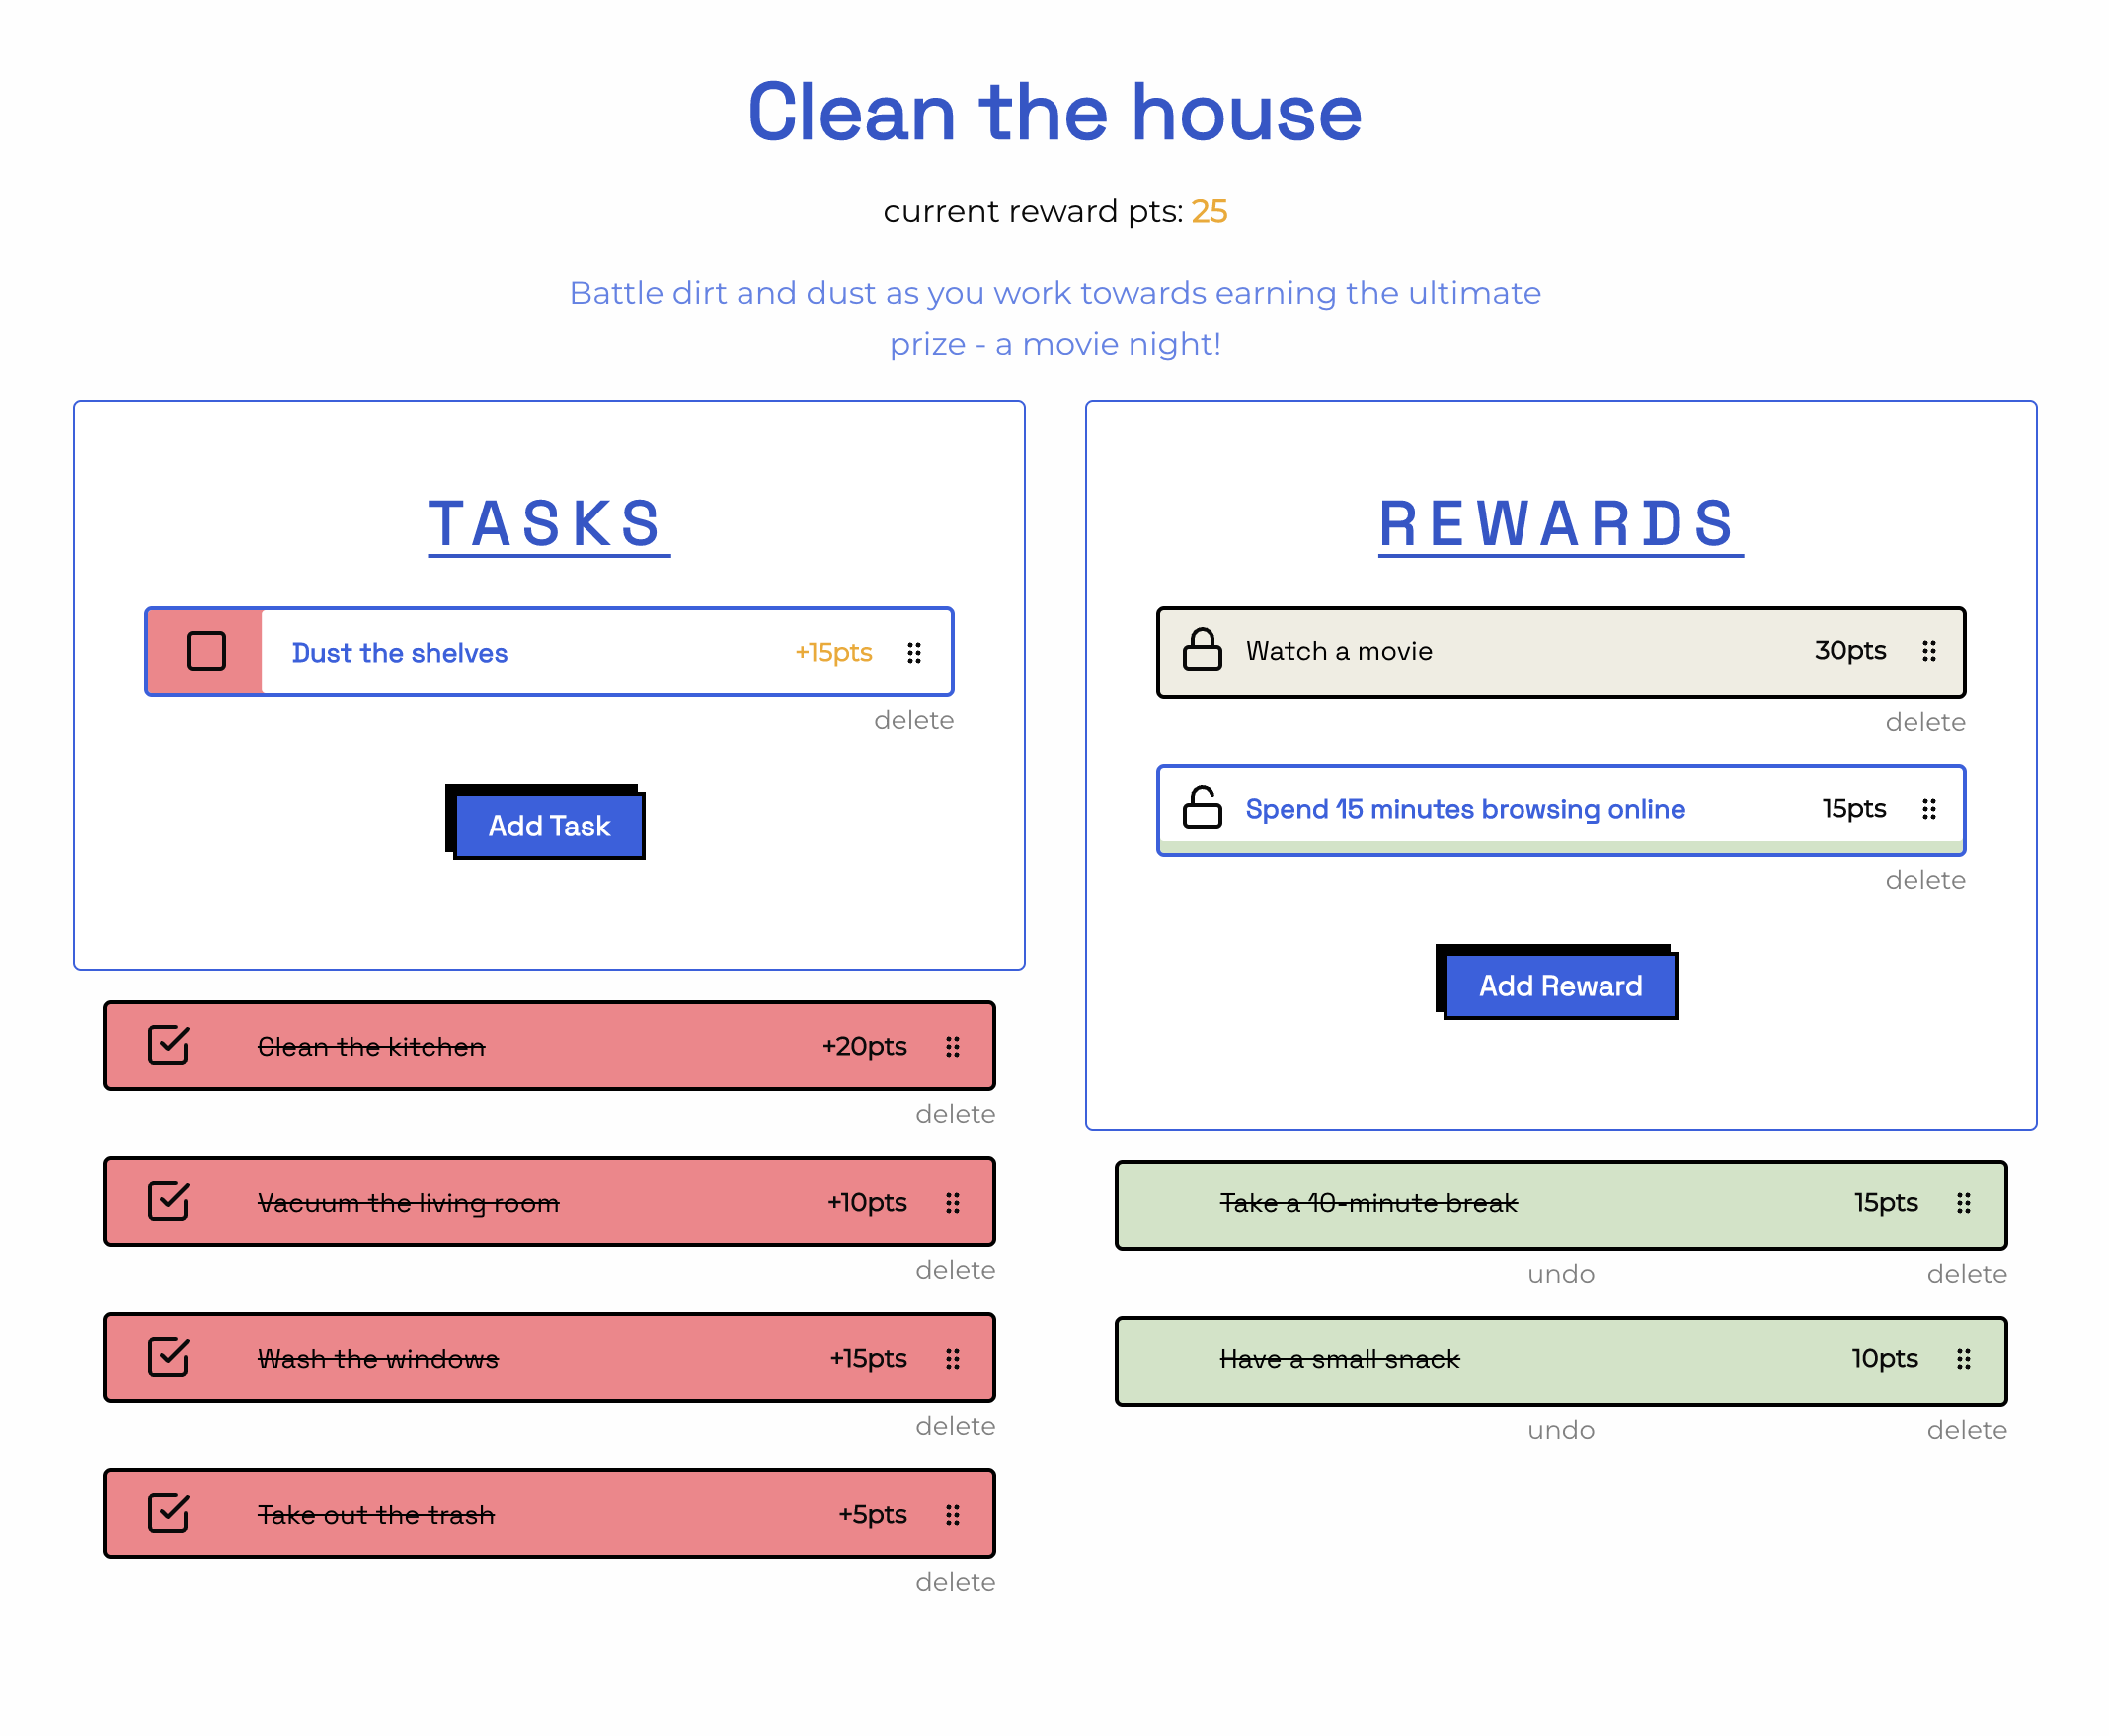 Clean the house
current reward pts: 25
Battle dirt and dust as you work towards earning the ultimate
prize - a movie night!
TASKS
Dust the shelves +15pts
delete
Add Task
Clean the kitchen +20pts
delete
Vacuum the living room +10pts
delete
Wash the windows +15pts
delete
Take out the trash +5pts
delete
REWARDS
Watch a movie 30pts
delete
Spend 15 minutes browsing online 15pts
delete
Add Reward
Take a 10-minute break 15pts
undo delete
Have a small snack 10pts
undo delete